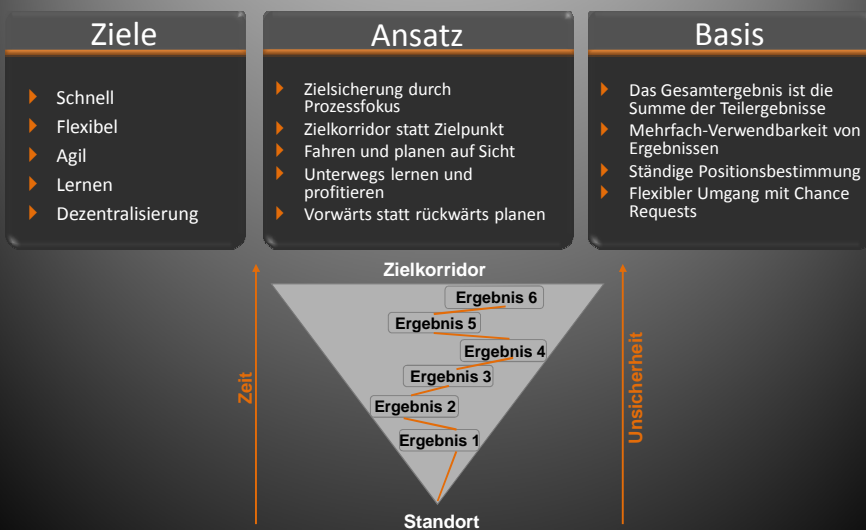 Ziele
Schnell
Flexibel
Agil
Lernen
Dezentralisierung
Ansatz
Zielsicherung durch
Prozessfokus
Zielkorridor statt Zielpunkt
Fahren und planen auf Sicht
Unterwegs lernen und
profitieren
Vorwärts statt rückwärts planen
Basis
Das Gesamtergebnis ist die
Summe der Teilergebnisse
Mehrfach-Verwendbarkeit von
Ergebnissen
Ständige Positionsbestimmung
Flexibler Umgang mit Chance
Requests
Zielkorridor
Ergebnis 6
Ergebnis 5
Ergebnis 4
Ergebnis 3
Ergebnis 2
Ergebnis 1
Standort
Zeit
Unsicherheit